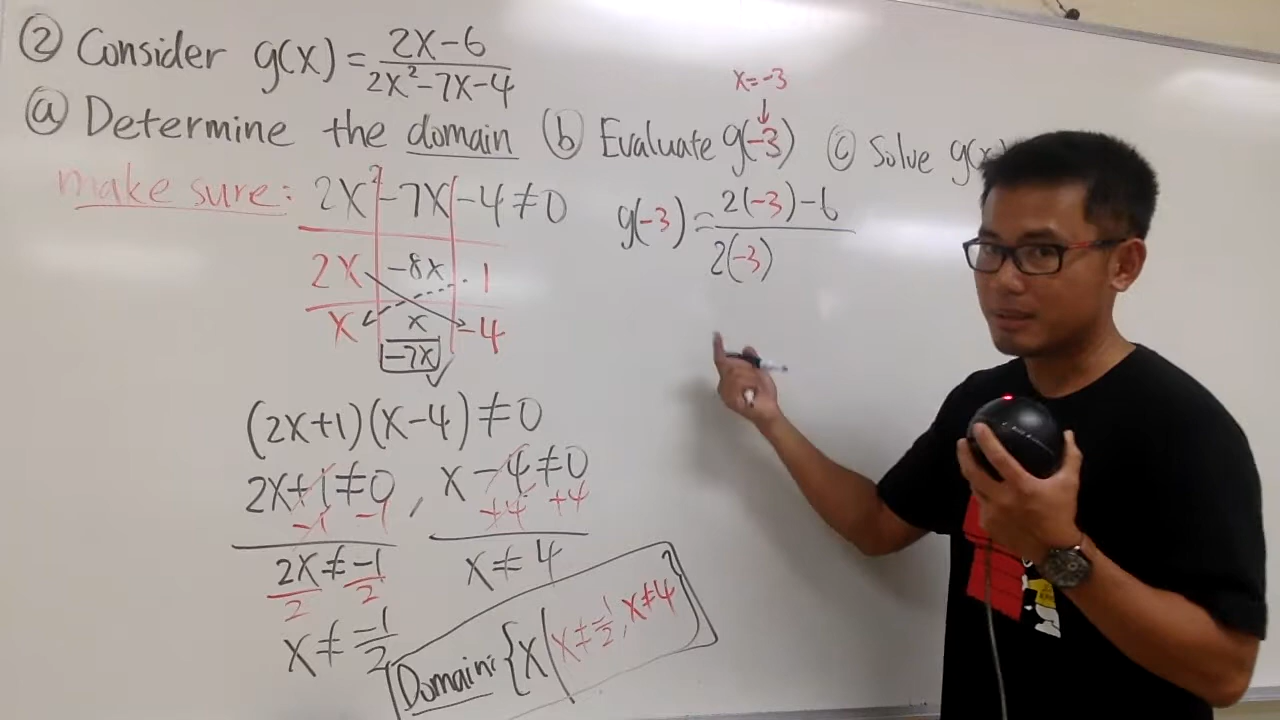 ② Consider g(x) = (2x-6)/(2x²-7x-4)
ⓐ Determine the domain
make sure: 2x²-7x-4≠0
2x -8x 1
x x -4
-7x ✓
(2x+1)(x-4)≠0
2x+1≠0, x-4≠0
-1 -1 +4 +4
2x≠-1 x≠4
2 2
x≠-1/2
Domain: {x|x≠-1/2, x≠4}
x=-3
↓
ⓑ Evaluate g(-3)
g(-3)=2(-3)-6
2(-3)
ⓒ Solve g(x)